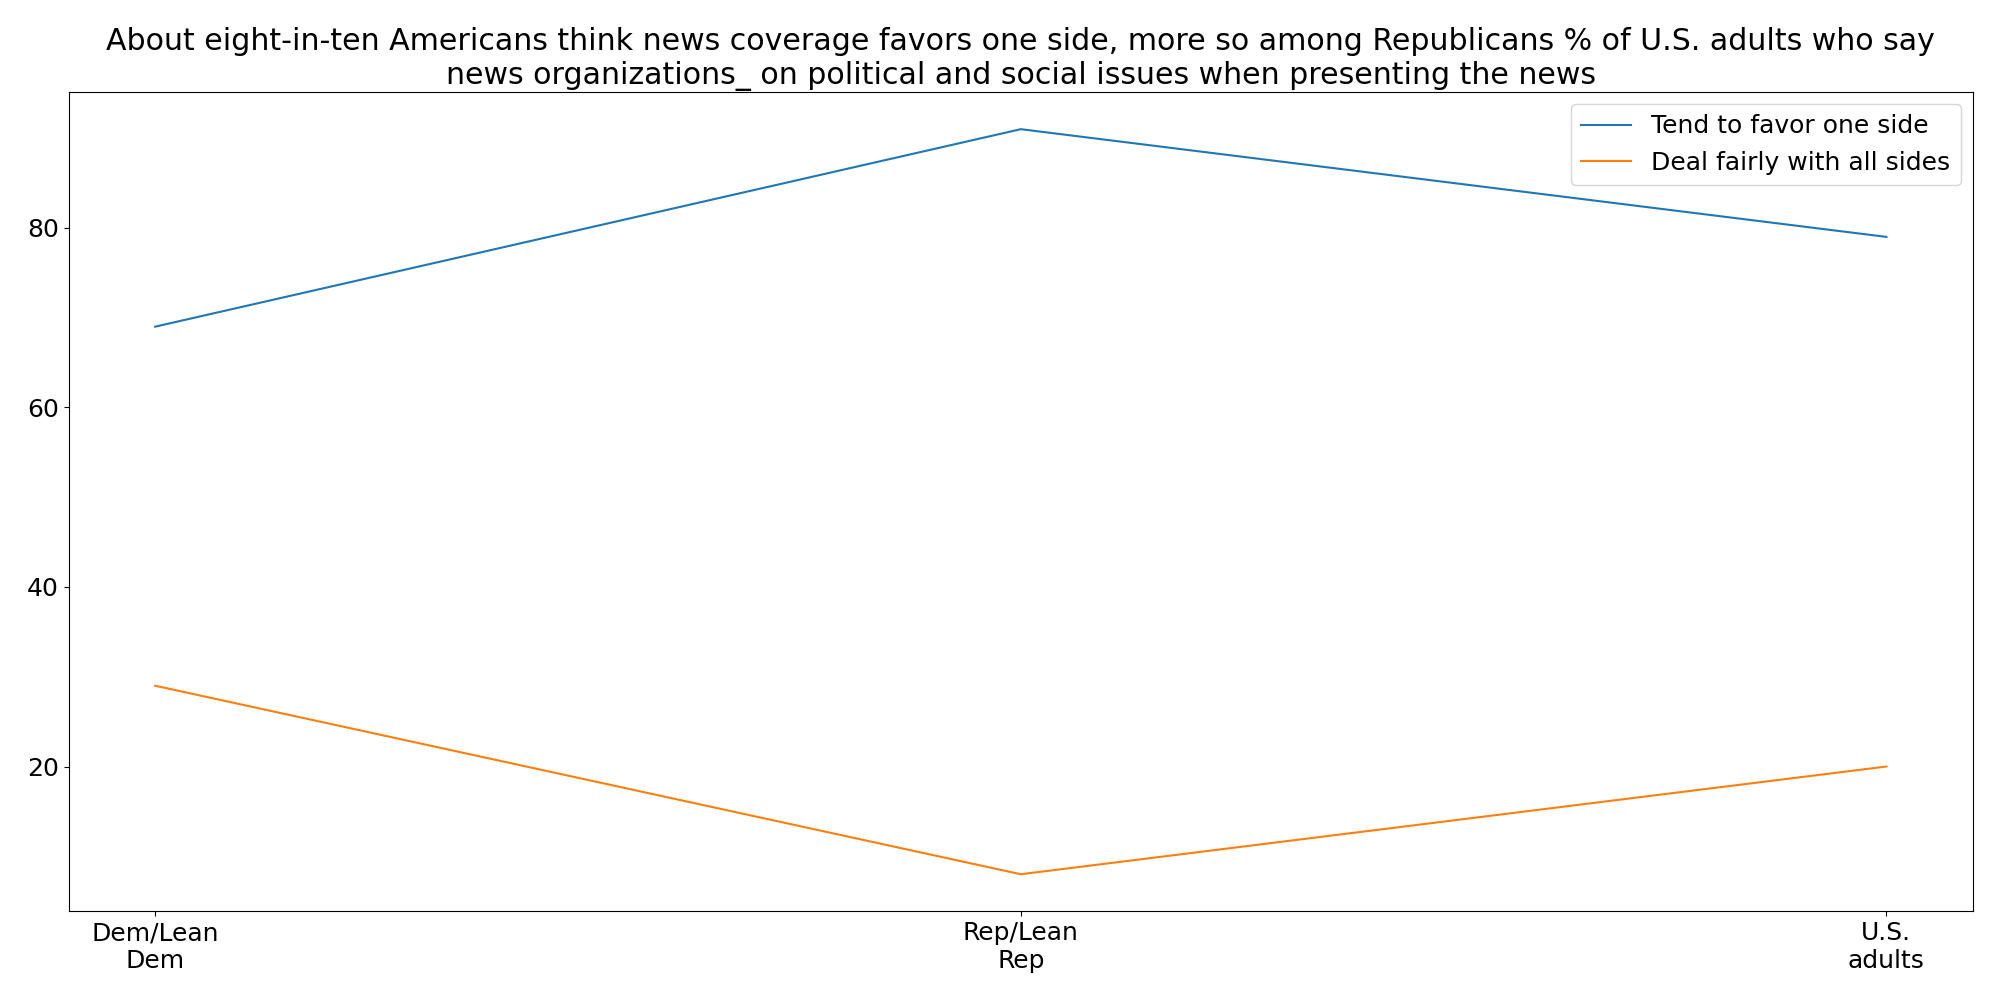 About eight-in-ten Americans think news coverage favors one side, more so among Republicans % of U.S. adults who say
news organizations_ on political and social issues when presenting the news
Tend to favor one side
Deal fairly with all sides
80
60
40
20
Dem/Lean
Dem
Rep/Lean
Rep
U.S.
adults